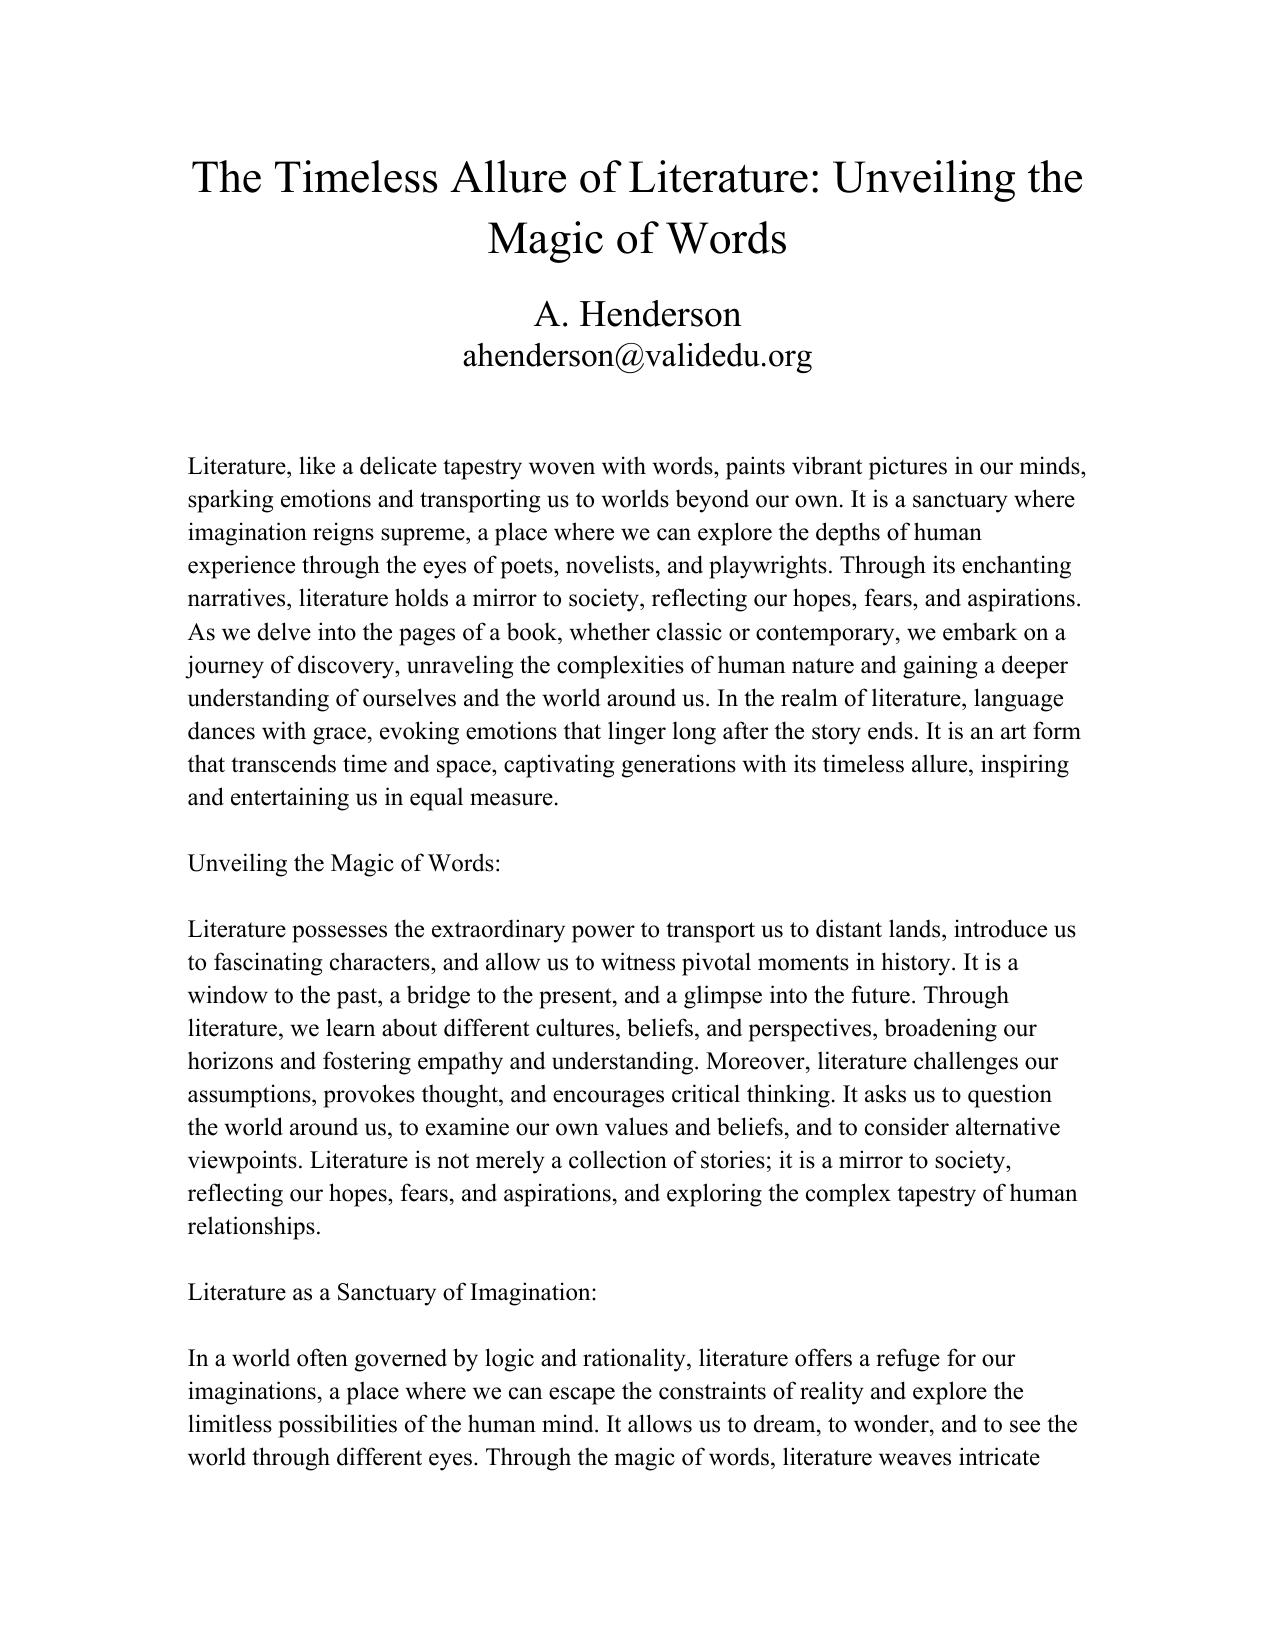 The Timeless Allure of Literature: Unveiling the
Magic of Words
A. Henderson
ahenderson@validedu.org
Literature, like a delicate tapestry woven with words, paints vibrant pictures in our minds,
sparking emotions and transporting us to worlds beyond our own. It is a sanctuary where
imagination reigns supreme, a place where we can explore the depths of human
experience through the eyes of poets, novelists, and playwrights. Through its enchanting
narratives, literature holds a mirror to society, reflecting our hopes, fears, and aspirations.
As we delve into the pages of a book, whether classic or contemporary, we embark on a
journey of discovery, unraveling the complexities of human nature and gaining a deeper
understanding of ourselves and the world around us. In the realm of literature, language
dances with grace, evoking emotions that linger long after the story ends. It is an art form
that transcends time and space, captivating generations with its timeless allure, inspiring
and entertaining us in equal measure.
Unveiling the Magic of Words:
Literature possesses the extraordinary power to transport us to distant lands, introduce us
to fascinating characters, and allow us to witness pivotal moments in history. It is a
window to the past, a bridge to the present, and a glimpse into the future. Through
literature, we learn about different cultures, beliefs, and perspectives, broadening our
horizons and fostering empathy and understanding. Moreover, literature challenges our
assumptions, provokes thought, and encourages critical thinking. It asks us to question
the world around us, to examine our own values and beliefs, and to consider alternative
viewpoints. Literature is not merely a collection of stories; it is a mirror to society,
reflecting our hopes, fears, and aspirations, and exploring the complex tapestry of human
relationships.
Literature as a Sanctuary of Imagination:
In a world often governed by logic and rationality, literature offers a refuge for our
imaginations, a place where we can escape the constraints of reality and explore the
limitless possibilities of the human mind. It allows us to dream, to wonder, and to see the
world through different eyes. Through the magic of words, literature weaves intricate